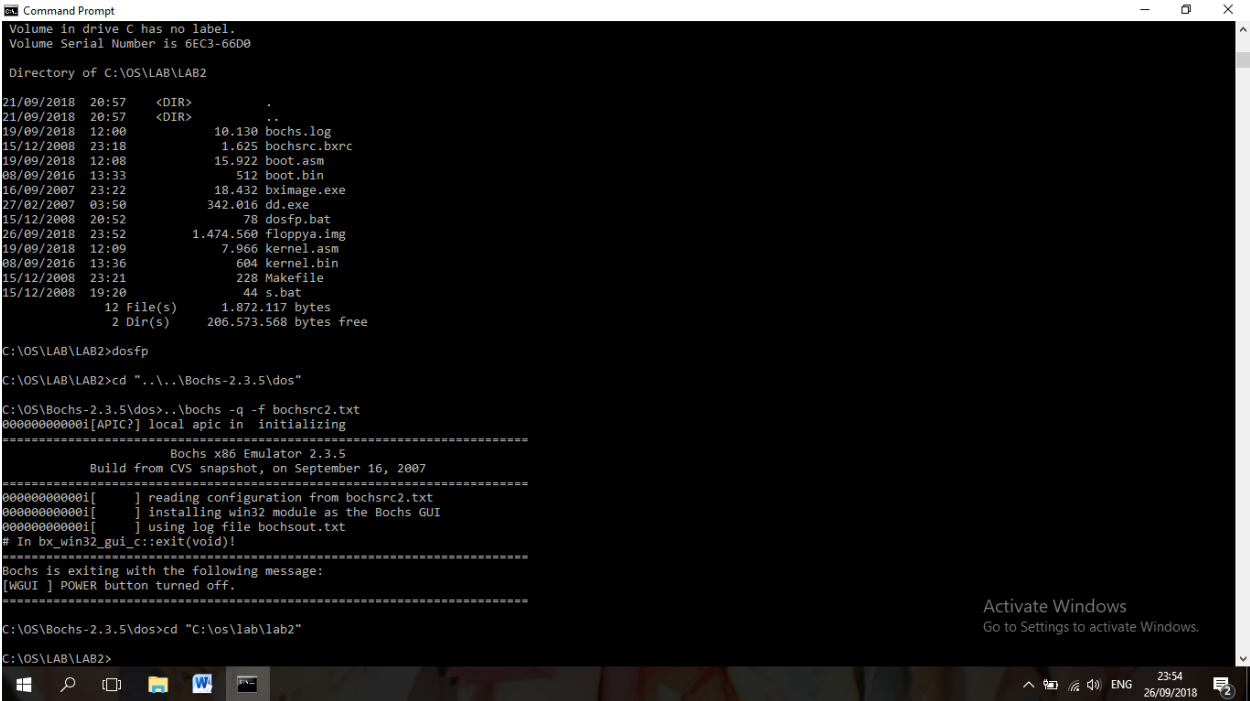 Command Prompt
Volume in drive C has no label.
Volume Serial Number is 6EC3-66D0
Directory of C:\OS\LAB\LAB2
21/09/2018  20:57    <DIR>          .
21/09/2018  20:57    <DIR>          ..
19/09/2018  12:00            10.130 bochs.log
15/12/2008  23:18             1.625 bochsrc.bxrc
19/09/2018  12:08            15.922 boot.asm
08/09/2016  13:33               512 boot.bin
16/09/2007  23:22            18.432 bximage.exe
27/02/2007  03:50           342.016 dd.exe
15/12/2008  20:52                78 dosfp.bat
26/09/2018  23:52         1.474.560 floppya.img
19/09/2018  12:09             7.966 kernel.asm
08/09/2016  13:36               604 kernel.bin
15/12/2008  23:21               228 Makefile
15/12/2008  19:20                44 s.bat
12 File(s)      1.872.117 bytes
2 Dir(s)     206.573.568 bytes free
C:\OS\LAB\LAB2>dosfp
C:\OS\LAB\LAB2>cd "..\..\Bochs-2.3.5\dos"
C:\OS\Bochs-2.3.5\dos>..\bochs -q -f bochsrc2.txt
00000000000i[APIC?] local apic in  initializing
========================================================================
Bochs x86 Emulator 2.3.5
Build from CVS snapshot, on September 16, 2007
========================================================================
00000000000i[     ] reading configuration from bochsrc2.txt
00000000000i[     ] installing win32 module as the Bochs GUI
00000000000i[     ] using log file bochsout.txt
# In bx_win32_gui_c::exit(void)!
========================================================================
Bochs is exiting with the following message:
[WGUI ] POWER button turned off.
========================================================================
C:\OS\Bochs-2.3.5\dos>cd "C:\os\lab\lab2"
C:\OS\LAB\LAB2>
Activate Windows
Go to Settings to activate Windows.
ENG
23:54
26/09/2018
2